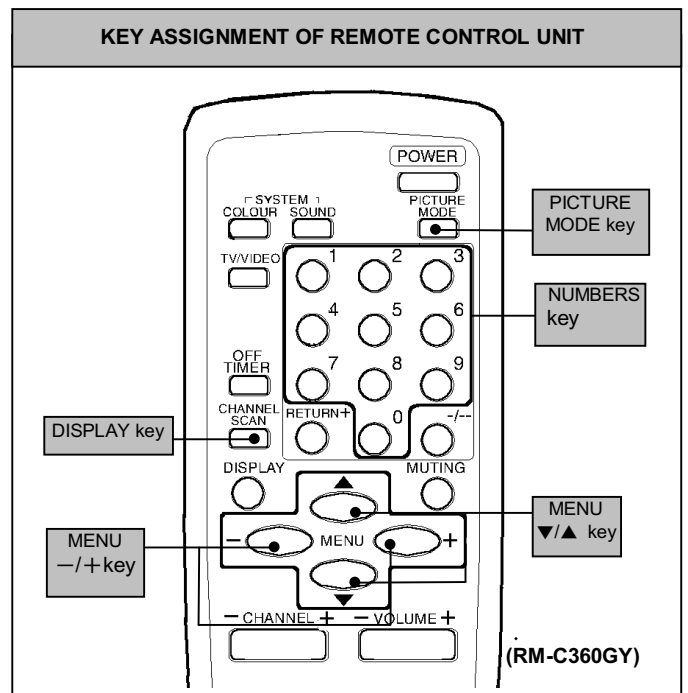 KEY ASSIGNMENT OF REMOTE CONTROL UNIT
POWER
SYSTEM
COLOUR SOUND
PICTURE
MODE
PICTURE
MODE key
TV/VIDEO
1 2 3
NUMBERS
key
4 5 6
OFF
TIMER
7 8 9
CHANNEL
SCAN
RETURN+ 0 -/--
DISPLAY key
DISPLAY MUTING
▲
MENU
−/+key
- MENU +
MENU
▼/▲ key
▼
- CHANNEL + - VOLUME +
(RM-C360GY)